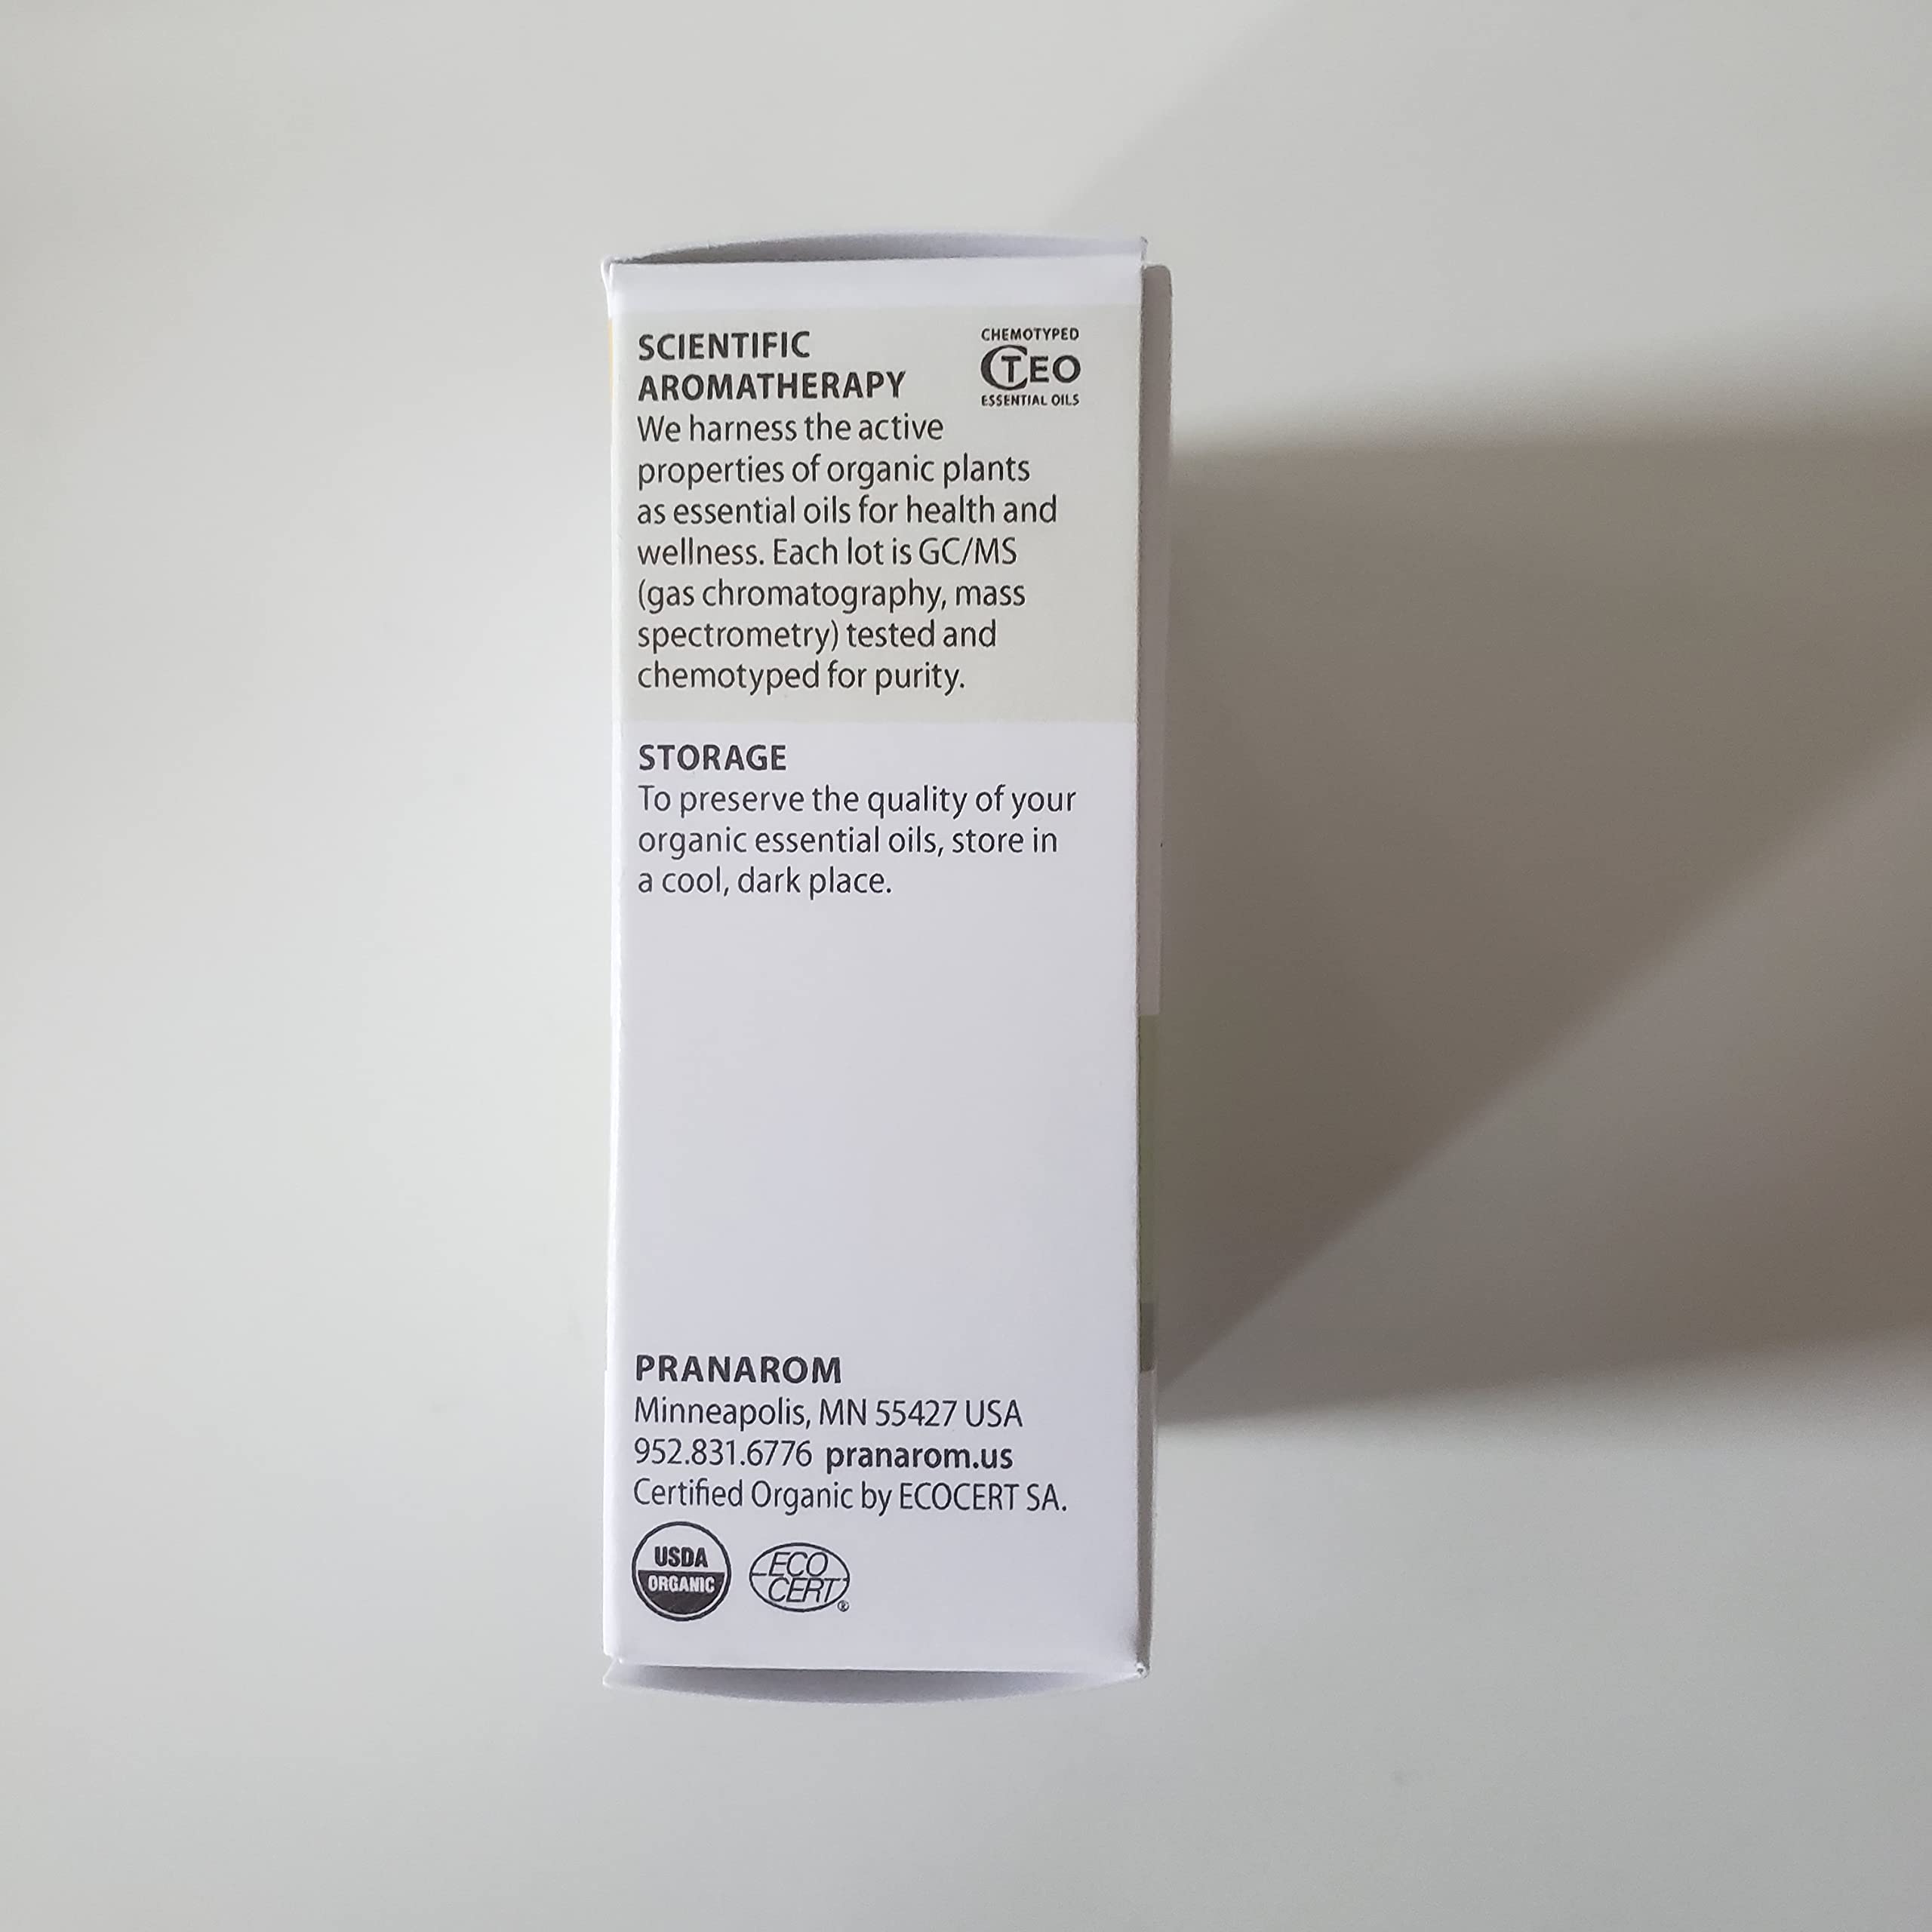 SCIENTIFIC
AROMATHERAPY
We harness the active
properties of organic plants
as essential oils for health and
wellness. Each lot is GC/MS
(gas chromatography, mass
spectrometry) tested and
chemotyped for purity.
CHEMOTYPED
CTEO
ESSENTIAL OILS
STORAGE
To preserve the quality of your
organic essential oils, store in
a cool, dark place.
PRANAROM
Minneapolis, MN 55427 USA
952.831.6776 pranarom.us
Certified Organic by ECOCERT SA.
USDA
ORGANIC
ECO
CERT®